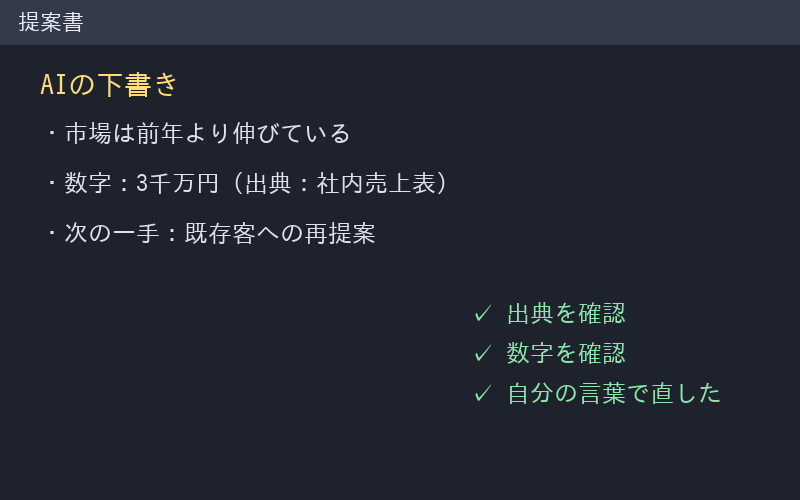 提案書
AIの下書き
・市場は前年より伸びている
・数字：3千万円（出典：社内売上表）
・次の一手：既存客への再提案
✓ 出典を確認
✓ 数字を確認
✓ 自分の言葉で直した